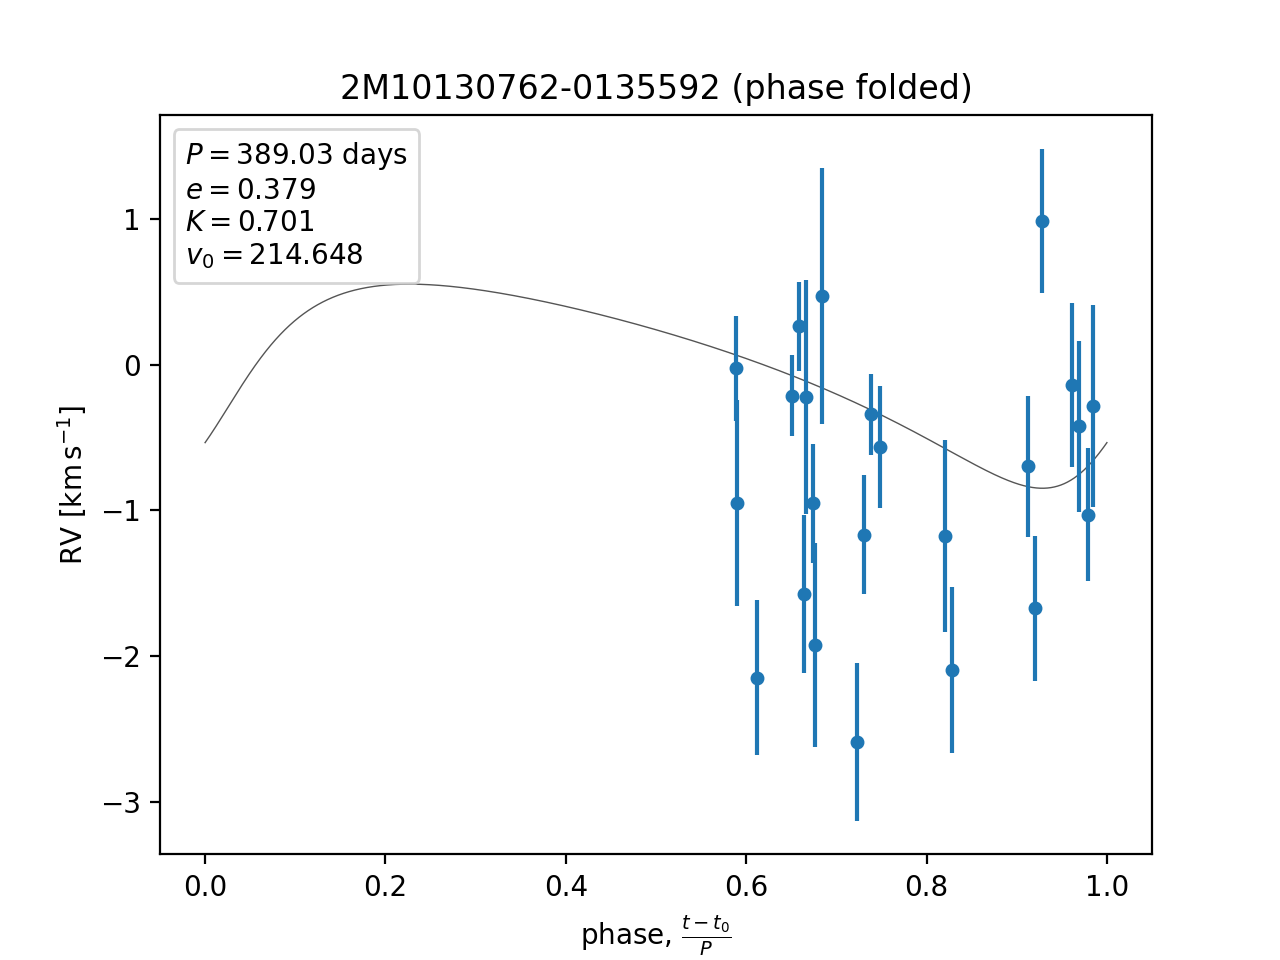 2M10130762-0135592 (phase folded)
P = 389.03 days
e = 0.379
K = 0.701
v₀ = 214.648
1
0
−1
−2
−3
RV [km s⁻¹]
0.0 0.2 0.4 0.6 0.8 1.0
phase, (t − t₀)/P